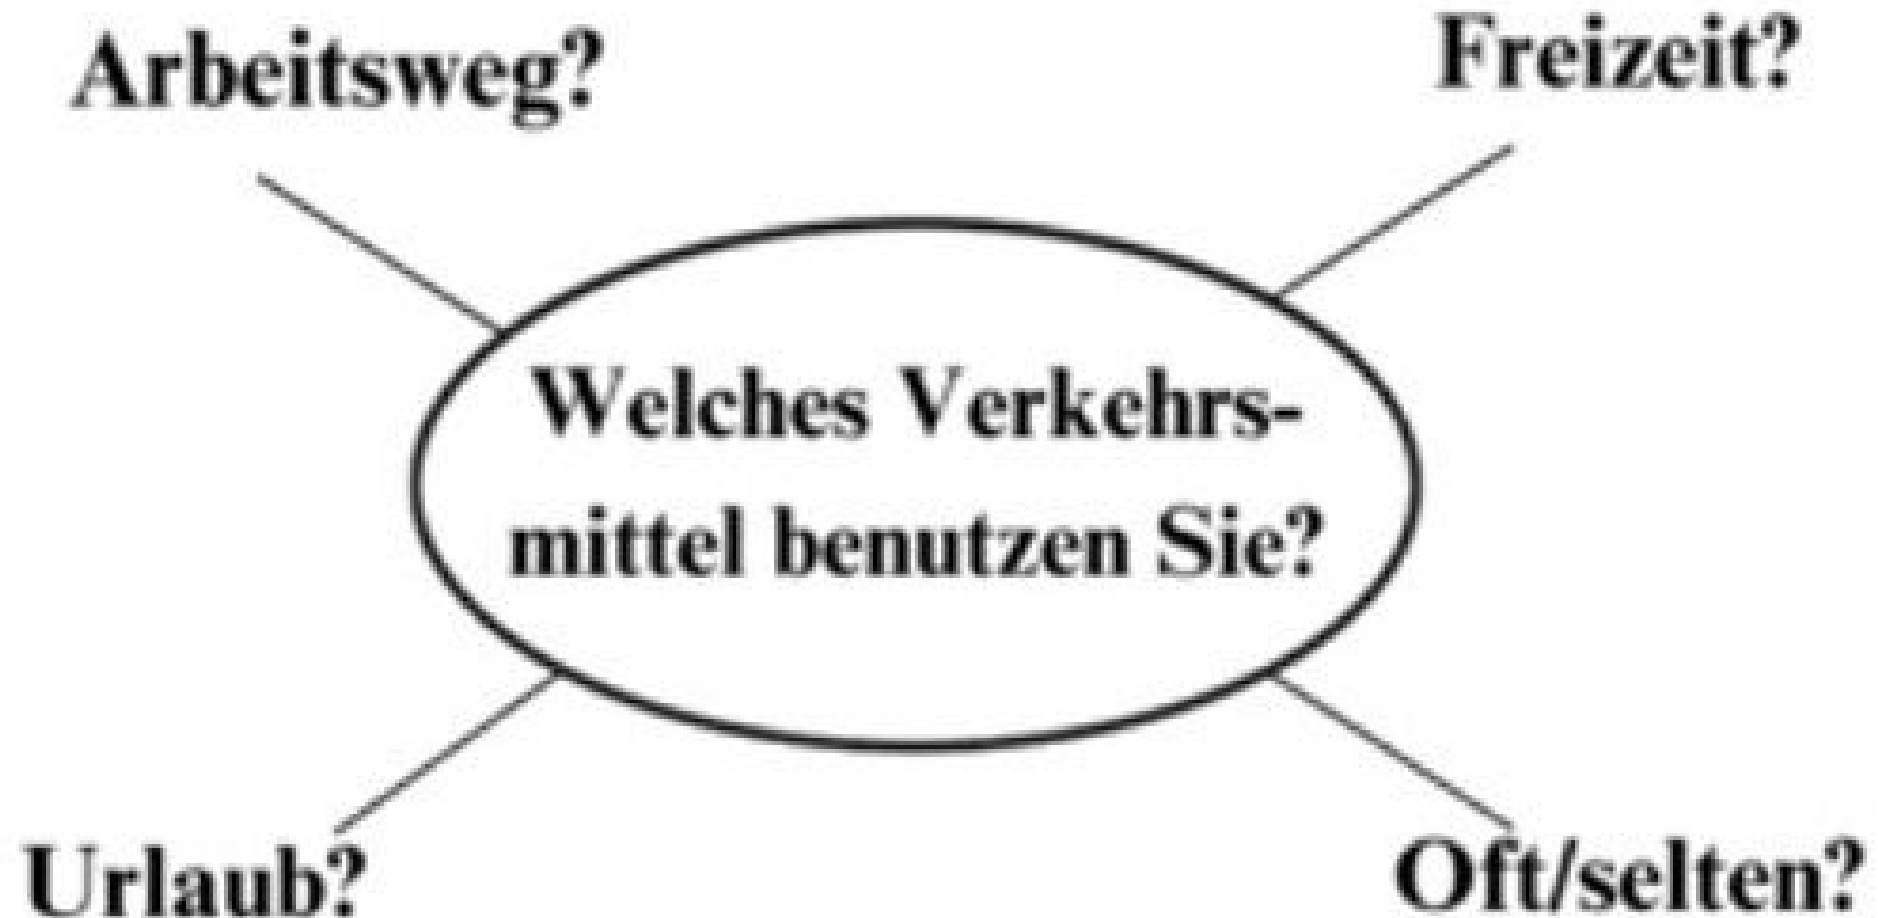 Arbeitsweg?
Freizeit?
Welches Verkehrs-
mittel benutzen Sie?
Urlaub?
Oft/selten?